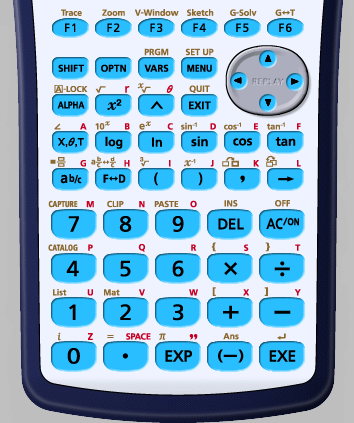 Trace Zoom V-Window Sketch G-Solv G↔T
F1 F2 F3 F4 F5 F6
PRGM SET UP
SHIFT OPTN VARS MENU
REPLAY
A-LOCK √‾ r ˣ√‾ θ QUIT
ALPHA x² ^ EXIT
∠ A 10ˣ B eˣ C sin⁻¹ D cos⁻¹ E tan⁻¹ F
X,θ,T log ln sin cos tan
G H ³√‾ I x⁻¹ J K L
a b/c F↔D ( ) , →
CAPTURE M CLIP N PASTE O INS OFF
7 8 9 DEL AC/ON
CATALOG P Q R { S } T
4 5 6 × ÷
List U Mat V W [ X ] Y
1 2 3 + −
i Z = SPACE π " Ans ↵
0 · EXP (−) EXE